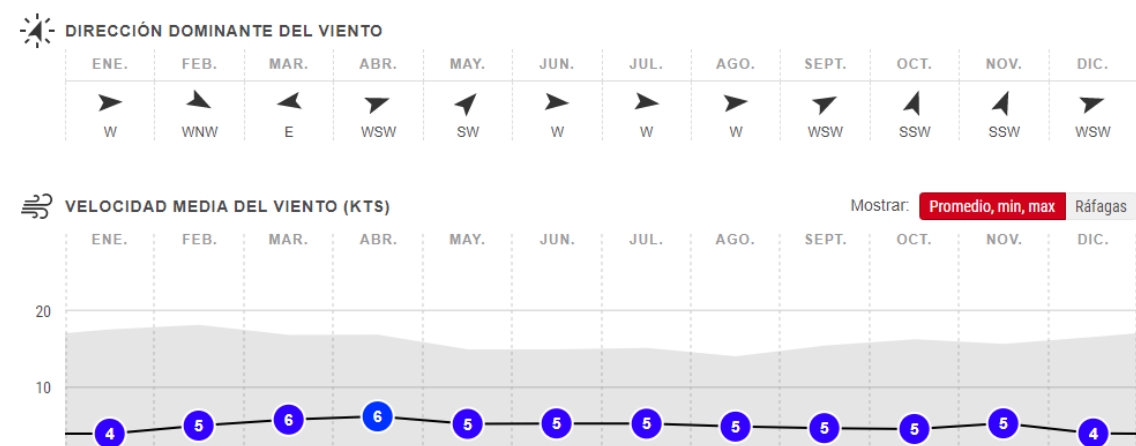 DIRECCIÓN DOMINANTE DEL VIENTO
ENE. FEB. MAR. ABR. MAY. JUN. JUL. AGO. SEPT. OCT. NOV. DIC.
W WNW E WSW SW W W W WSW SSW SSW WSW
VELOCIDAD MEDIA DEL VIENTO (KTS) Mostrar: Promedio, min, max Ráfagas
ENE. FEB. MAR. ABR. MAY. JUN. JUL. AGO. SEPT. OCT. NOV. DIC.
20
10
4 5 6 6 5 5 5 5 5 5 5 4